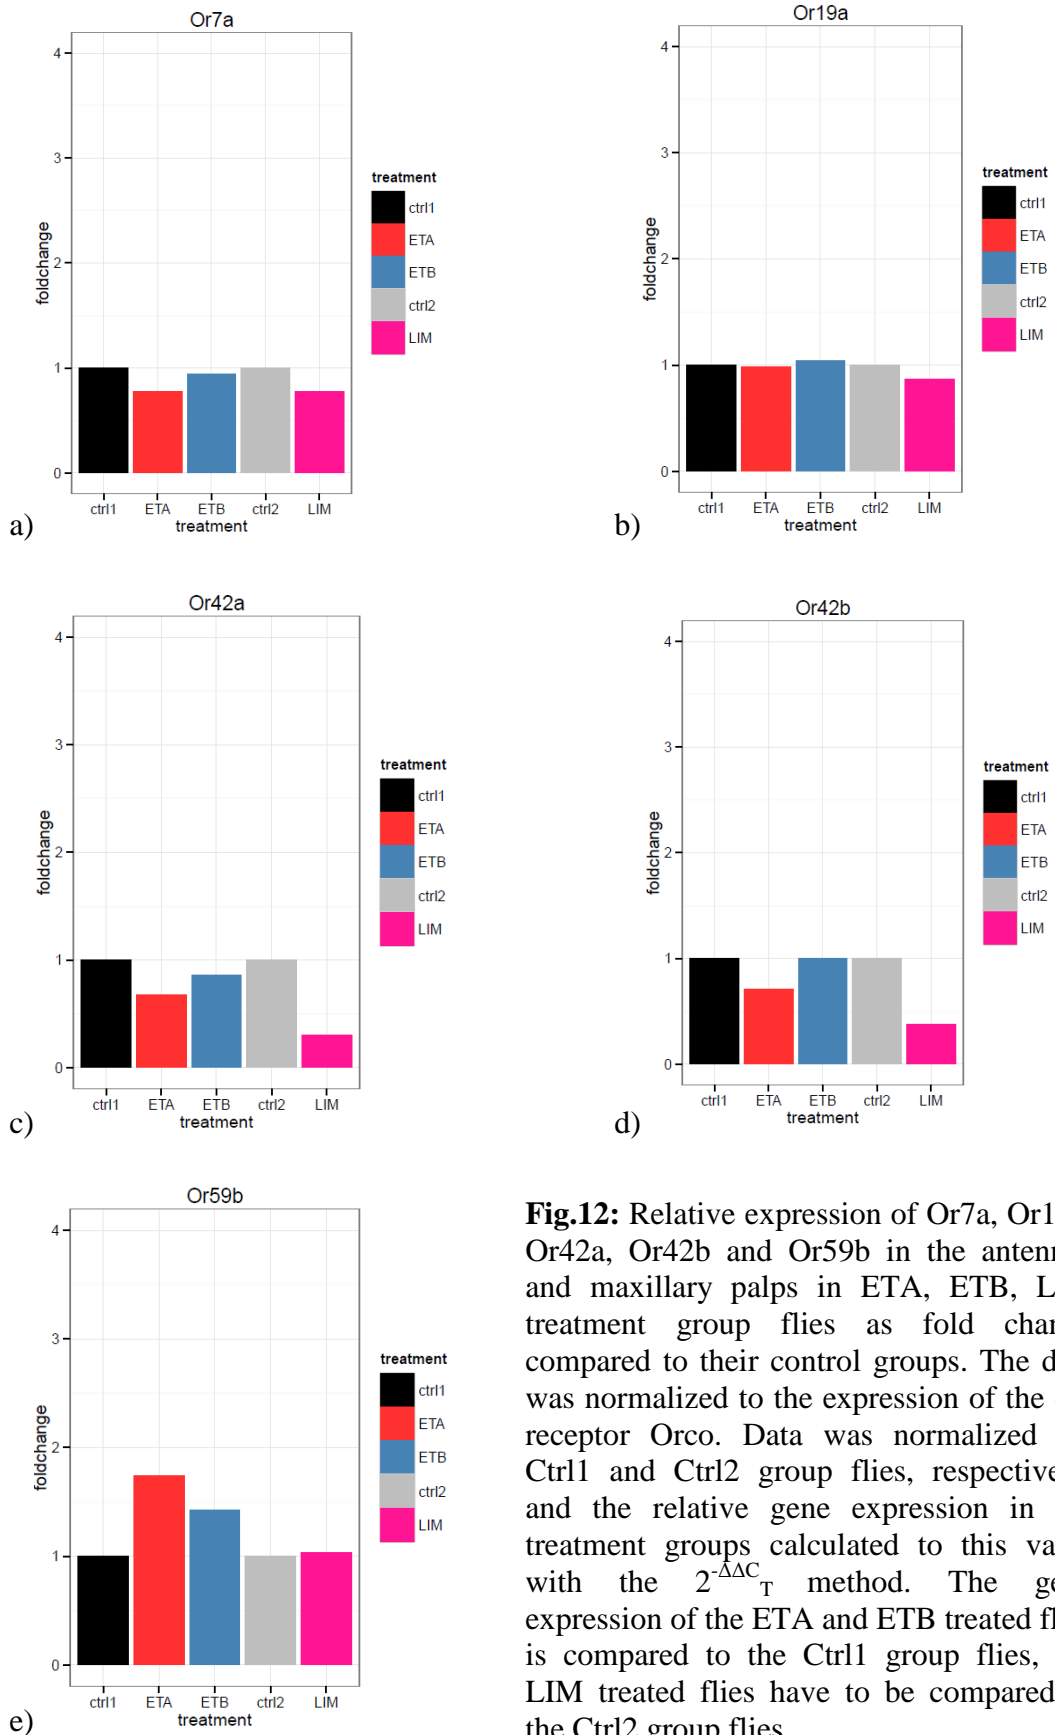 Or7a
4
3
2
1
0
foldchange
ctrl1 ETA ETB ctrl2 LIM
treatment
treatment
ctrl1
ETA
ETB
ctrl2
LIM
a)
Or19a
4
3
2
1
0
foldchange
ctrl1 ETA ETB ctrl2 LIM
treatment
treatment
ctrl1
ETA
ETB
ctrl2
LIM
b)
Or42a
4
3
2
1
0
foldchange
ctrl1 ETA ETB ctrl2 LIM
treatment
treatment
ctrl1
ETA
ETB
ctrl2
LIM
c)
Or42b
4
3
2
1
0
foldchange
ctrl1 ETA ETB ctrl2 LIM
treatment
treatment
ctrl1
ETA
ETB
ctrl2
LIM
d)
Or59b
4
3
2
1
0
foldchange
ctrl1 ETA ETB ctrl2 LIM
treatment
treatment
ctrl1
ETA
ETB
ctrl2
LIM
e)
Fig.12: Relative expression of Or7a,
Or42a, Or42b and Or59b in the
and maxillary palps in ETA, ETB,
treatment group flies as fold
compared to their control groups. The
was normalized to the expression of the
receptor Orco. Data was normalized
Ctrl1 and Ctrl2 group flies,
and the relative gene expression in
treatment groups calculated to this
with the 2^-ΔΔC_T method. The
expression of the ETA and ETB treated
is compared to the Ctrl1 group flies,
LIM treated flies have to be compared
the Ctrl2 group flies